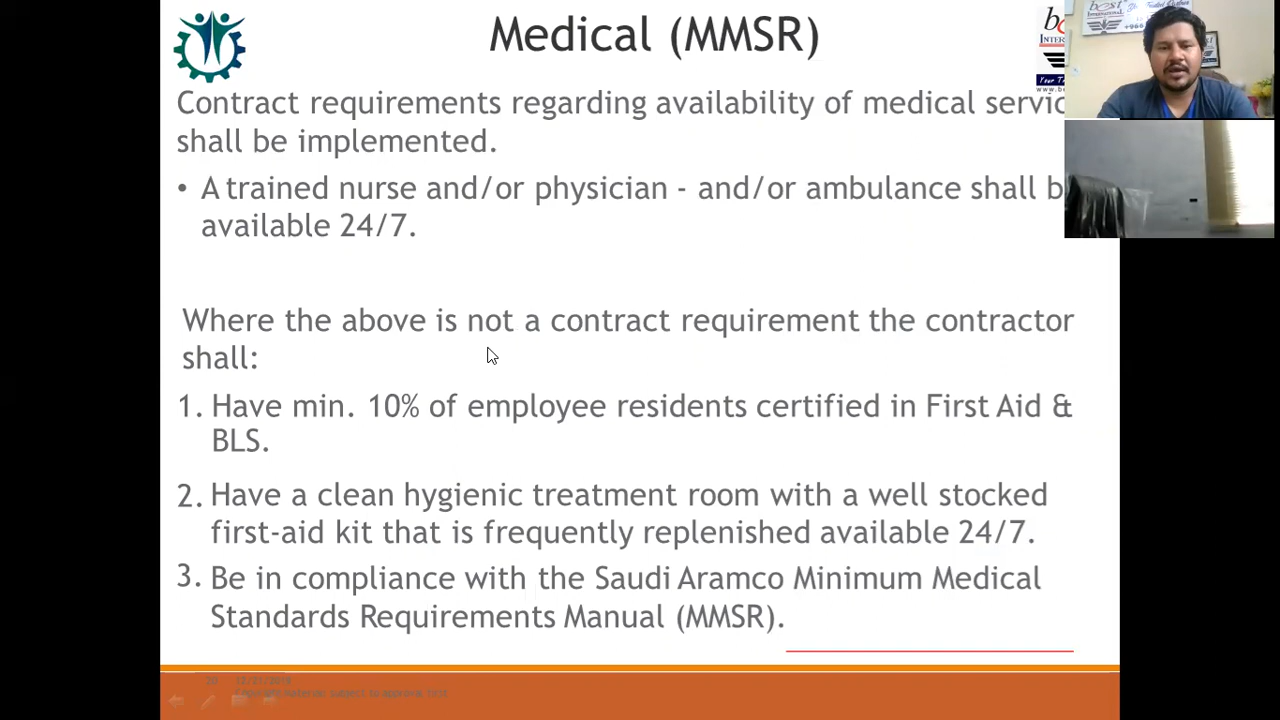 Medical (MMSR)
Contract requirements regarding availability of medical servic
shall be implemented.
• A trained nurse and/or physician - and/or ambulance shall b
available 24/7.
Where the above is not a contract requirement the contractor
shall:
1. Have min. 10% of employee residents certified in First Aid &
BLS.
2. Have a clean hygienic treatment room with a well stocked
first-aid kit that is frequently replenished available 24/7.
3. Be in compliance with the Saudi Aramco Minimum Medical
Standards Requirements Manual (MMSR).
best
+966